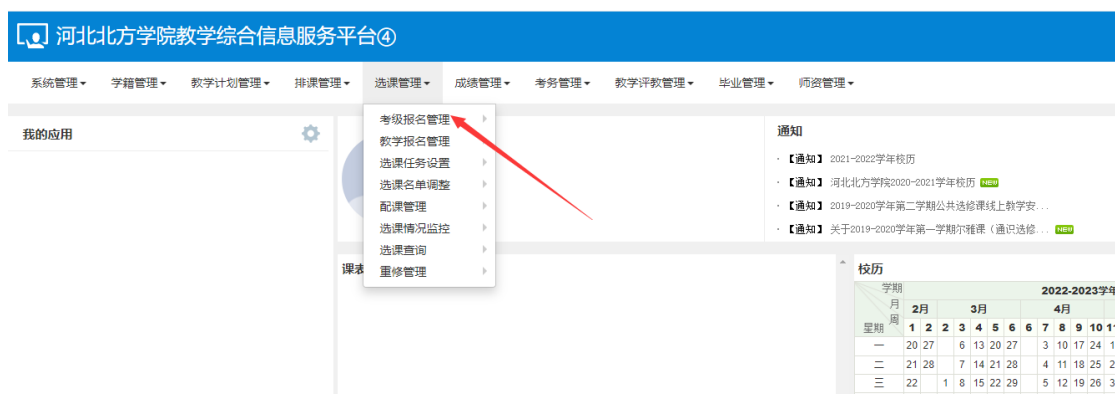 河北北方学院教学综合信息服务平台④
系统管理 学籍管理 教学计划管理 排课管理 选课管理 成绩管理 考务管理 教学评教管理 毕业管理 师资管理
我的应用
考级报名管理
教学报名管理
选课任务设置
选课名单调整
配课管理
选课情况监控
选课查询
重修管理
通知
· 【通知】 2021-2022学年校历
· 【通知】 河北北方学院2020-2021学年校历 NEW
· 【通知】 2019-2020学年第二学期公共选修课线上教学安...
· 【通知】 关于2019-2020学年第一学期尔雅课（通识选修... NEW
课表
校历
学期 2022-2023学年
月 2月 3月 4月
周
星期 1 2 2 3 4 5 6 6 7 8 9 10 11
一 20 27 6 13 20 27 3 10 17 24 1
二 21 28 7 14 21 28 4 11 18 25 2
三 22 1 8 15 22 29 5 12 19 26 3